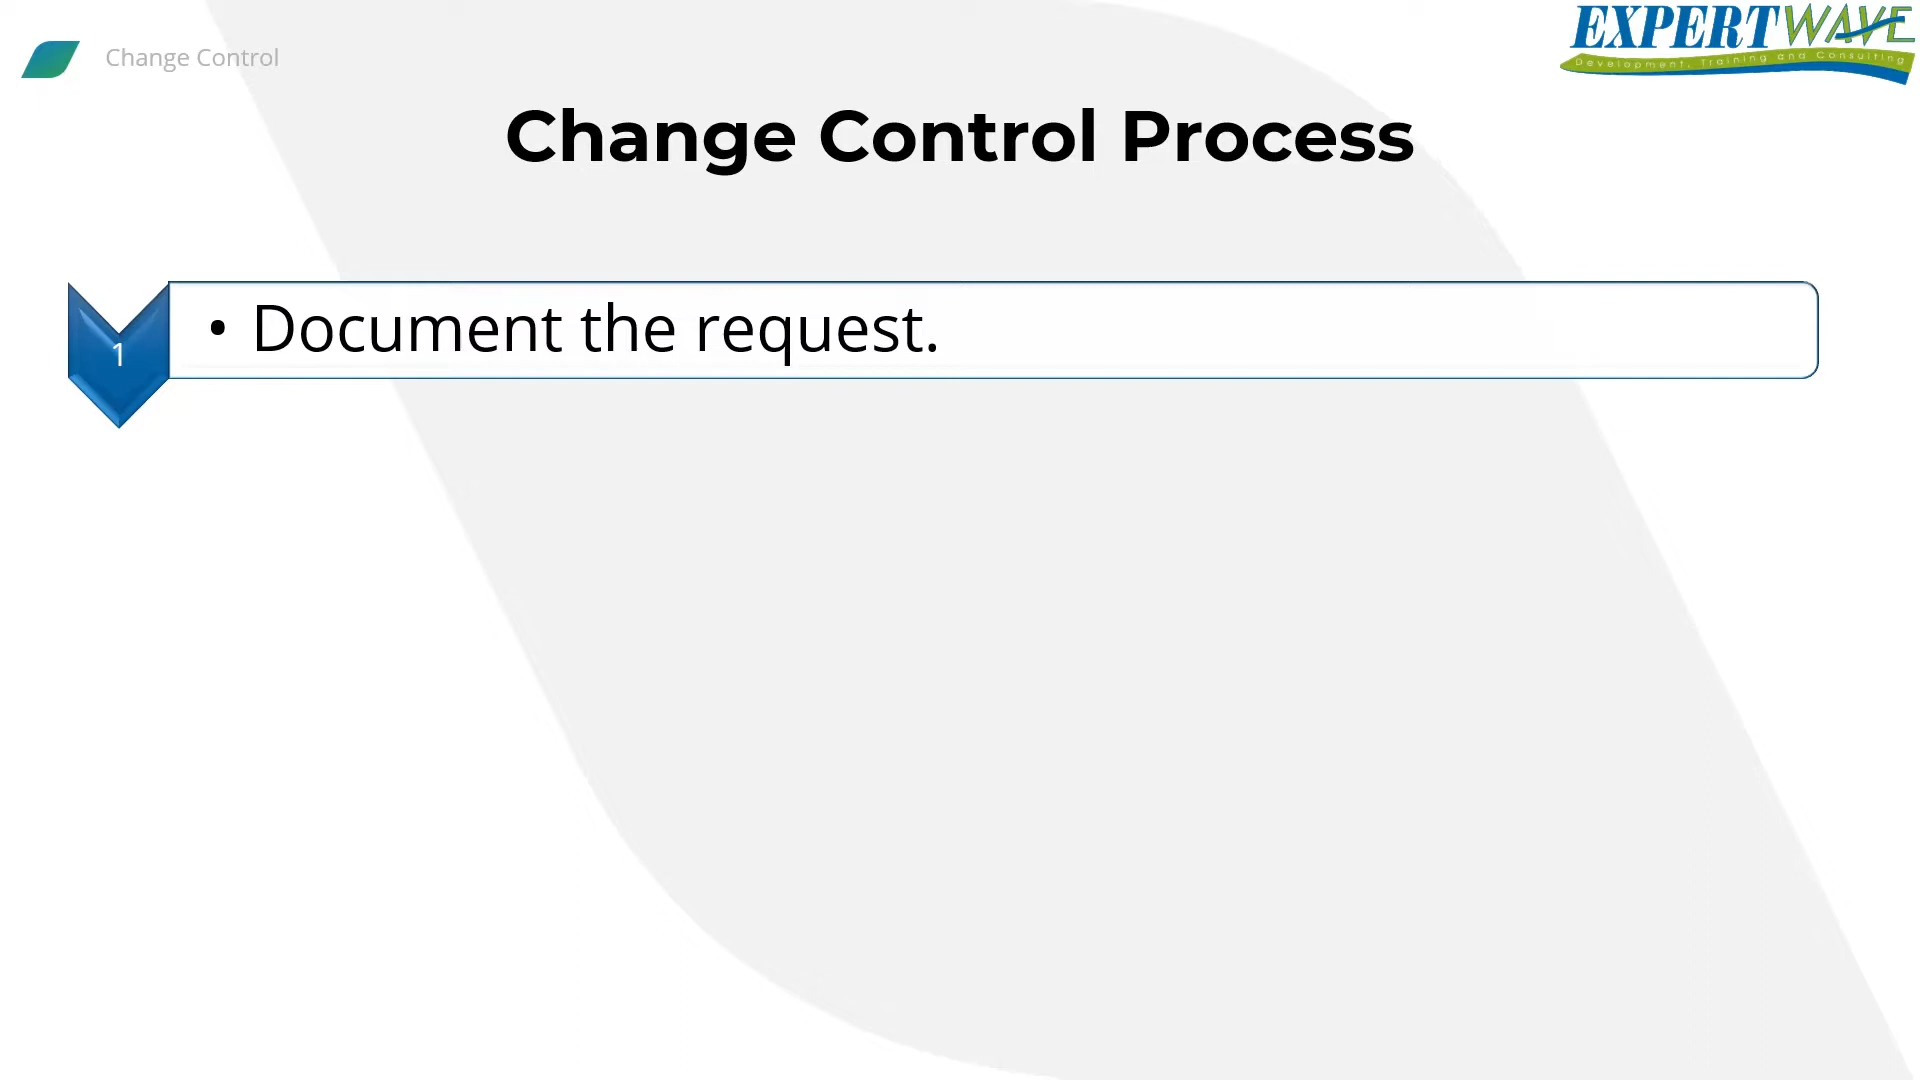 Change Control
EXPERTWAVE
Development, Training and Consulting
Change Control Process
1
• Document the request.